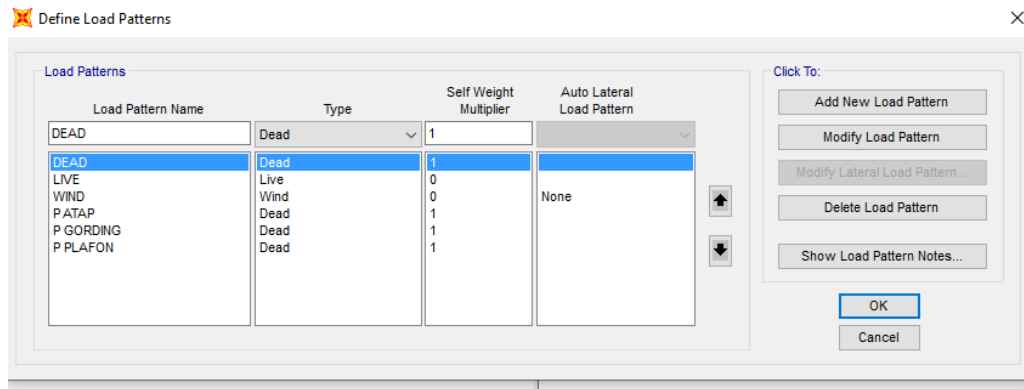 Define Load Patterns
Load Patterns
Click To:
Load Pattern Name Type Self Weight Multiplier Auto Lateral Load Pattern
DEAD Dead 1
DEAD Dead 1
LIVE Live 0
WIND Wind 0 None
P ATAP Dead 1
P GORDING Dead 1
P PLAFON Dead 1
Add New Load Pattern
Modify Load Pattern
Modify Lateral Load Pattern...
Delete Load Pattern
Show Load Pattern Notes...
OK
Cancel